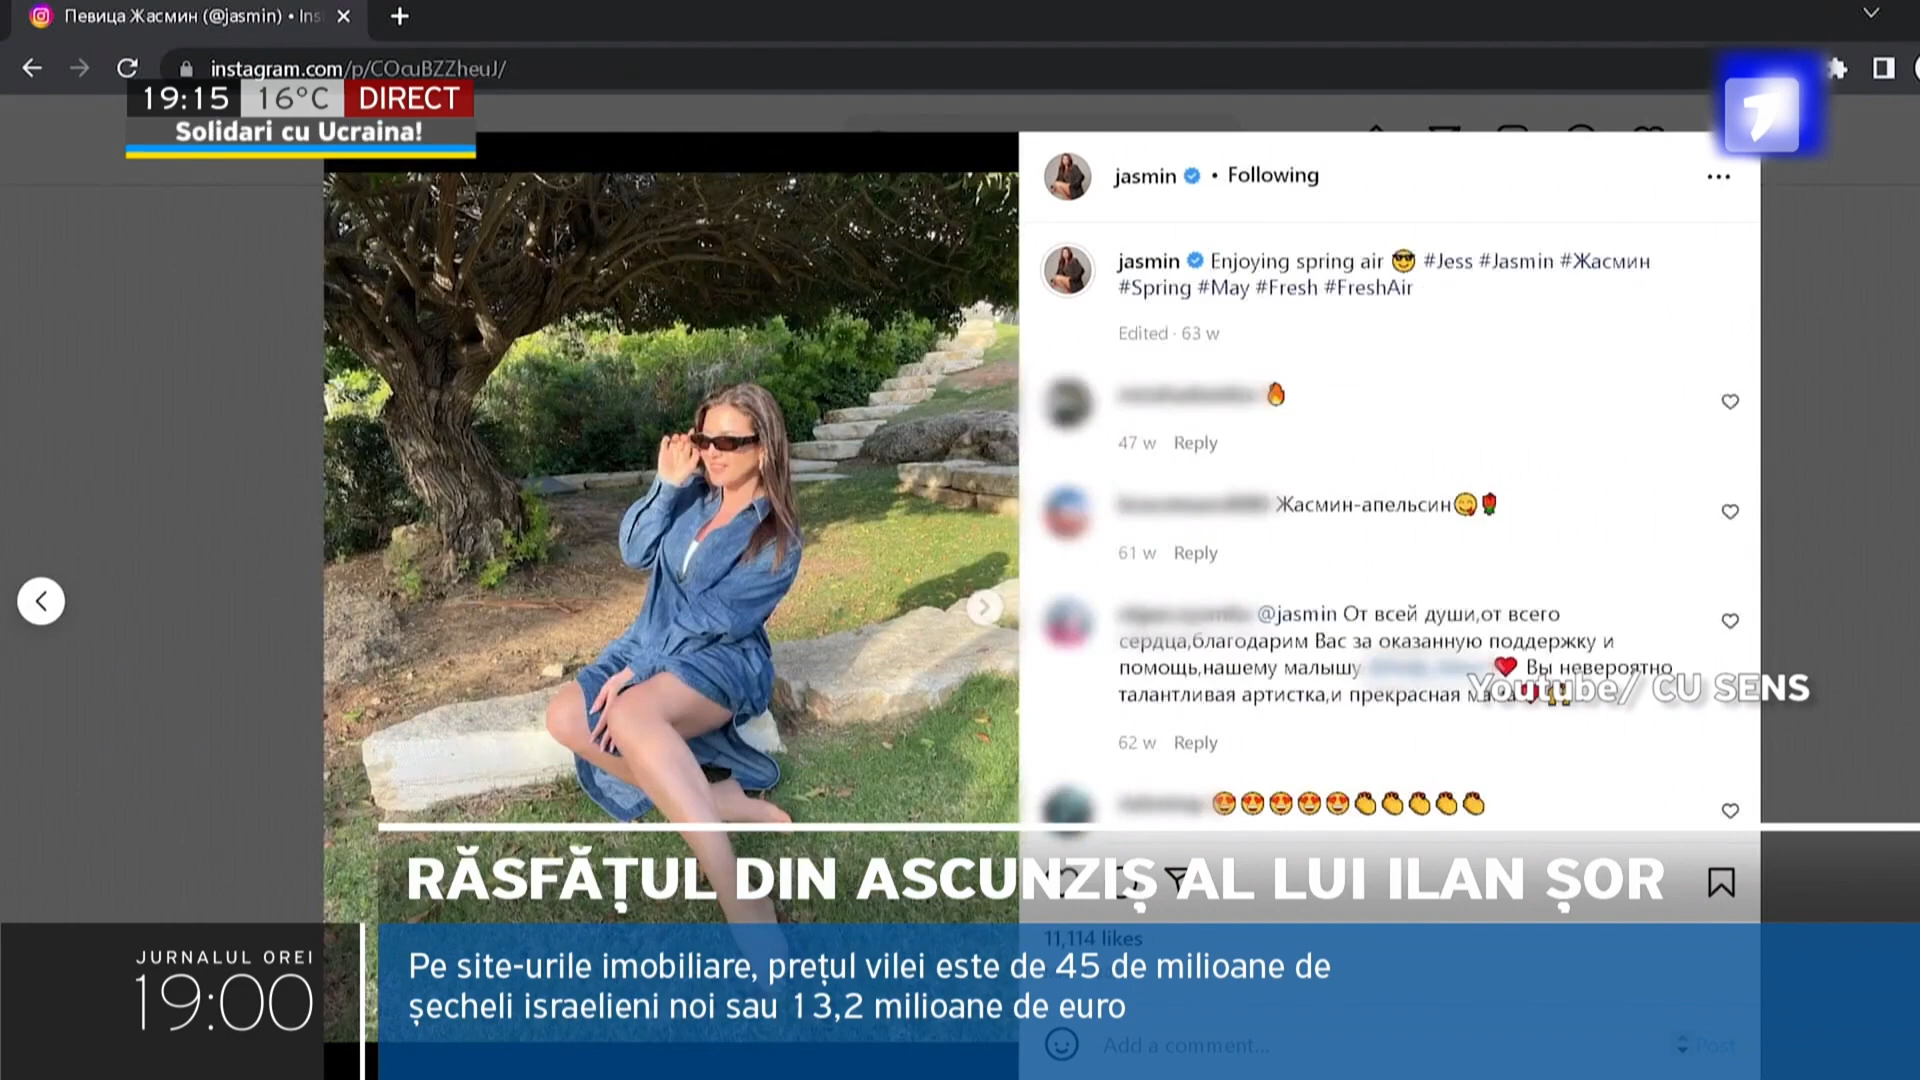 Певица Жасмин (@jasmin) • Ins
instagram.com/p/COcuBZZheuJ/
19:15 16°C DIRECT
Solidari cu Ucraina!
jasmin • Following
jasmin Enjoying spring air 😎 #Jess #Jasmin #Жасмин
#Spring #May #Fresh #FreshAir
Edited · 63 w
🔥
47 w Reply
Жасмин-апельсин😋🌹
61 w Reply
@jasmin От всей души,от всего
сердца,благодарим Вас за оказанную поддержку и
помощь,нашему малышу ❤️ Вы невероятно
талантливая артистка,и прекрасная
Youtube/ CU SENS
62 w Reply
😍😍😍😍😍👏👏👏👏👏
RĂSFĂȚUL DIN ASCUNZIȘ AL LUI ILAN ȘOR
11,114 likes
JURNALUL OREI
19:00
Pe site-urile imobiliare, prețul vilei este de 45 de milioane de
șecheli israelieni noi sau 13,2 milioane de euro
Add a comment...
Post